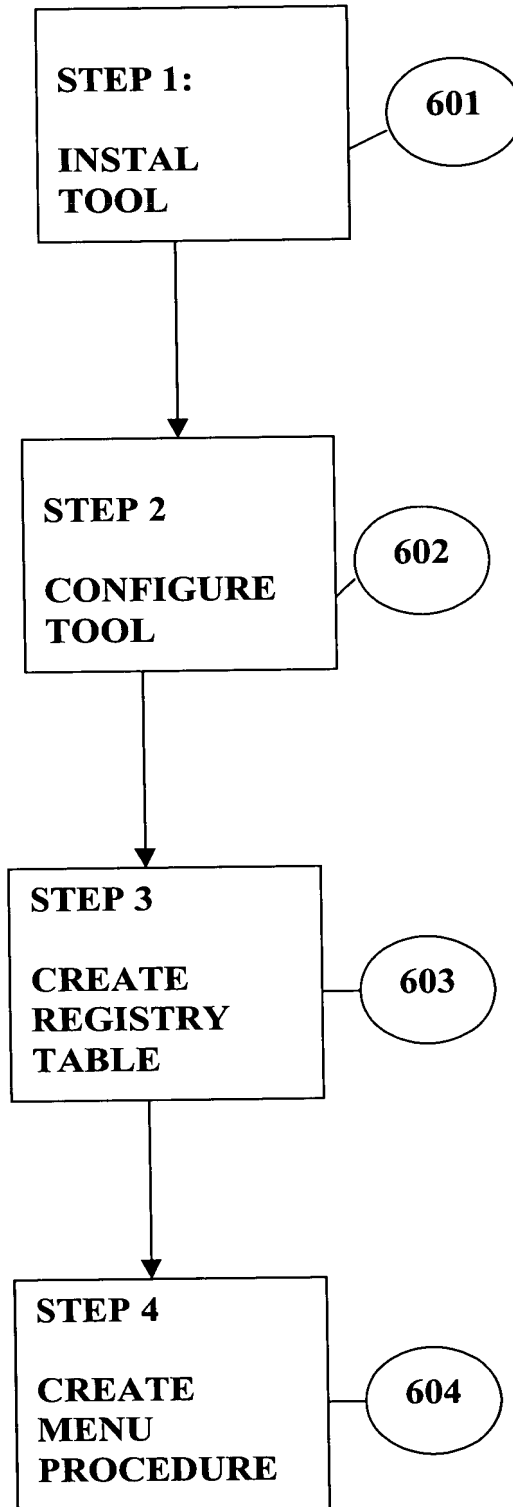 STEP 1:
601
INSTAL
TOOL
STEP 2
602
CONFIGURE
TOOL
STEP 3
603
CREATE
REGISTRY
TABLE
STEP 4
604
CREATE
MENU
PROCEDURE